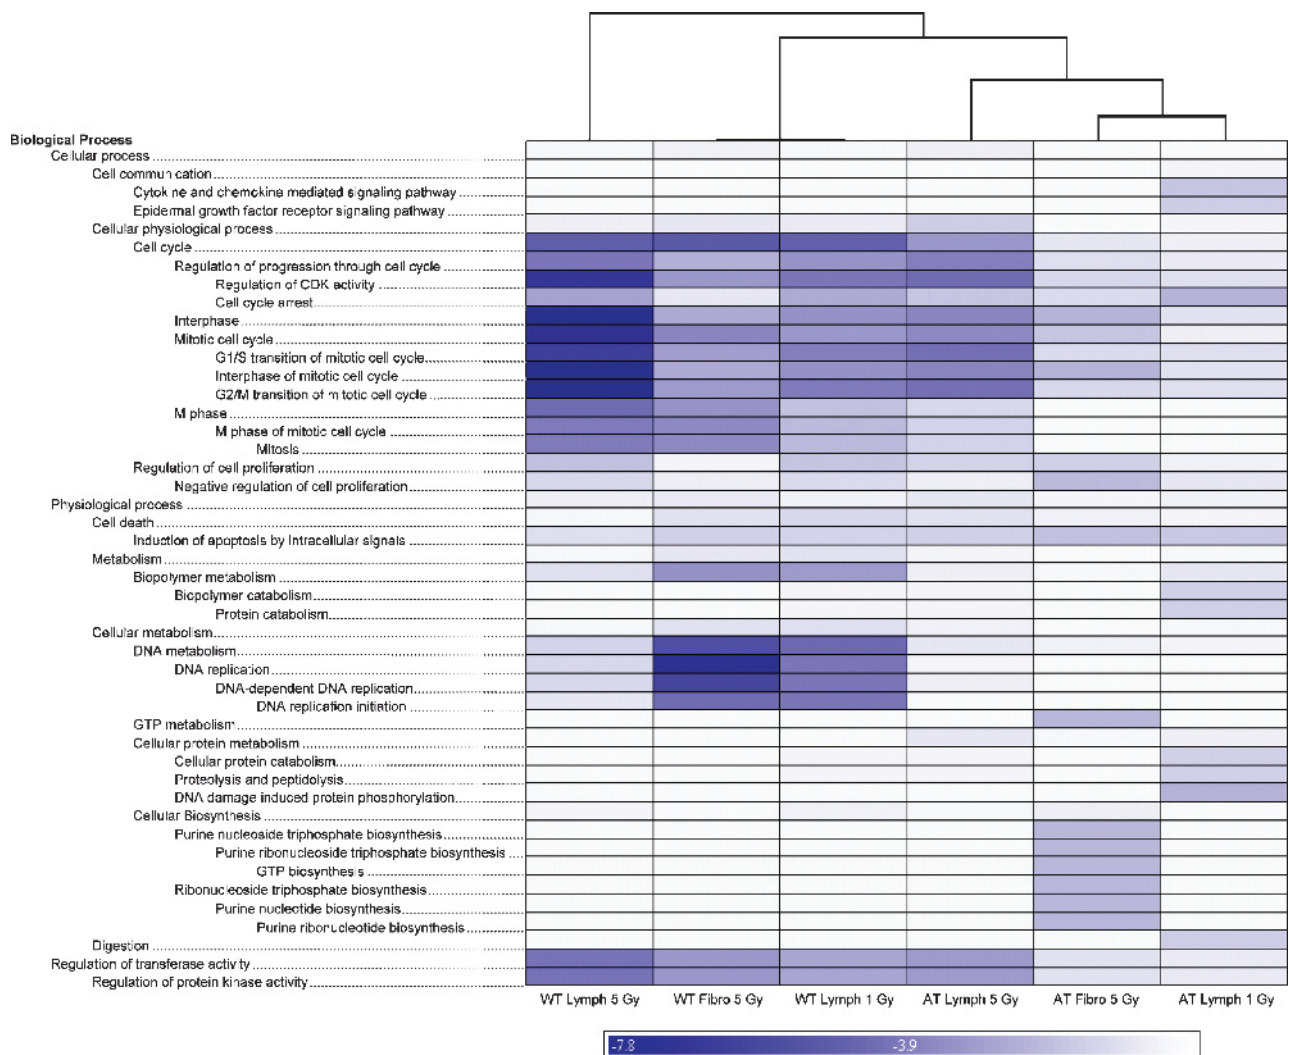 Biological Process
Cellular process
Cell communication
Cytokine and chemokine mediated signaling pathway
Epidermal growth factor receptor signaling pathway
Cellular physiological process
Cell cycle
Regulation of progression through cell cycle
Regulation of CDK activity
Cell cycle arrest
Interphase
Mitotic cell cycle
G1/S transition of mitotic cell cycle
Interphase of mitotic cell cycle
G2/M transition of mitotic cell cycle
M phase
M phase of mitotic cell cycle
Mitosis
Regulation of cell proliferation
Negative regulation of cell proliferation
Physiological process
Cell death
Induction of apoptosis by intracellular signals
Metabolism
Biopolymer metabolism
Biopolymer catabolism
Protein catabolism
Cellular metabolism
DNA metabolism
DNA replication
DNA-dependent DNA replication
DNA replication initiation
GTP metabolism
Cellular protein metabolism
Cellular protein catabolism
Proteolysis and peptidolysis
DNA damage induced protein phosphorylation
Cellular Biosynthesis
Purine nucleoside triphosphate biosynthesis
Purine ribonucleoside triphosphate biosynthesis
GTP biosynthesis
Ribonucleoside triphosphate biosynthesis
Purine nucleotide biosynthesis
Purine ribonucleotide biosynthesis
Digestion
Regulation of transferase activity
Regulation of protein kinase activity
WT Lymph 5 Gy WT Fibro 5 Gy WT Lymph 1 Gy AT Lymph 5 Gy AT Fibro 5 Gy AT Lymph 1 Gy
-7.8 -3.9